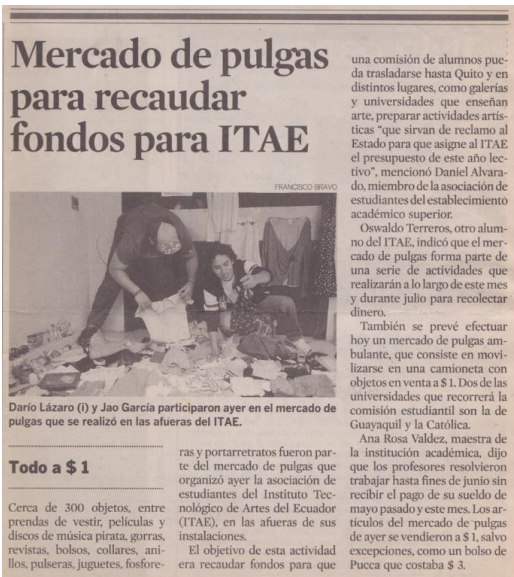 Mercado de pulgas
para recaudar
fondos para ITAE
FRANCISCO BRAVO
Darío Lázaro (i) y Jao García participaron ayer en el mercado de
pulgas que se realizó en las afueras del ITAE.
Todo a $ 1
Cerca de 300 objetos, entre
prendas de vestir, películas y
discos de música pirata, gorras,
revistas, bolsos, collares, ani-
llos, pulseras, juguetes, fosfore-
ras y portarretratos fueron par-
te del mercado de pulgas que
organizó ayer la asociación de
estudiantes del Instituto Tec-
nológico de Artes del Ecuador
(ITAE), en las afueras de sus
instalaciones.
El objetivo de esta actividad
era recaudar fondos para que
una comisión de alumnos pue-
da trasladarse hasta Quito y en
distintos lugares, como galerías
y universidades que enseñan
arte, preparar actividades artís-
ticas “que sirvan de reclamo al
Estado para que asigne al ITAE
el presupuesto de este año lec-
tivo”, mencionó Daniel Alvara-
do, miembro de la asociación de
estudiantes del establecimiento
académico superior.
Oswaldo Terreros, otro alum-
no del ITAE, indicó que el mer-
cado de pulgas forma parte de
una serie de actividades que
realizarán a lo largo de este mes
y durante julio para recolectar
dinero.
También se prevé efectuar
hoy un mercado de pulgas am-
bulante, que consiste en movi-
lizarse en una camioneta con
objetos en venta a $ 1. Dos de las
universidades que recorrerá la
comisión estudiantil son la de
Guayaquil y la Católica.
Ana Rosa Valdez, maestra de
la institución académica, dijo
que los profesores resolvieron
trabajar hasta fines de junio sin
recibir el pago de su sueldo de
mayo pasado y este mes. Los ar-
tículos del mercado de pulgas
de ayer se vendieron a $ 1, salvo
excepciones, como un bolso de
Pucca que costaba $ 3.